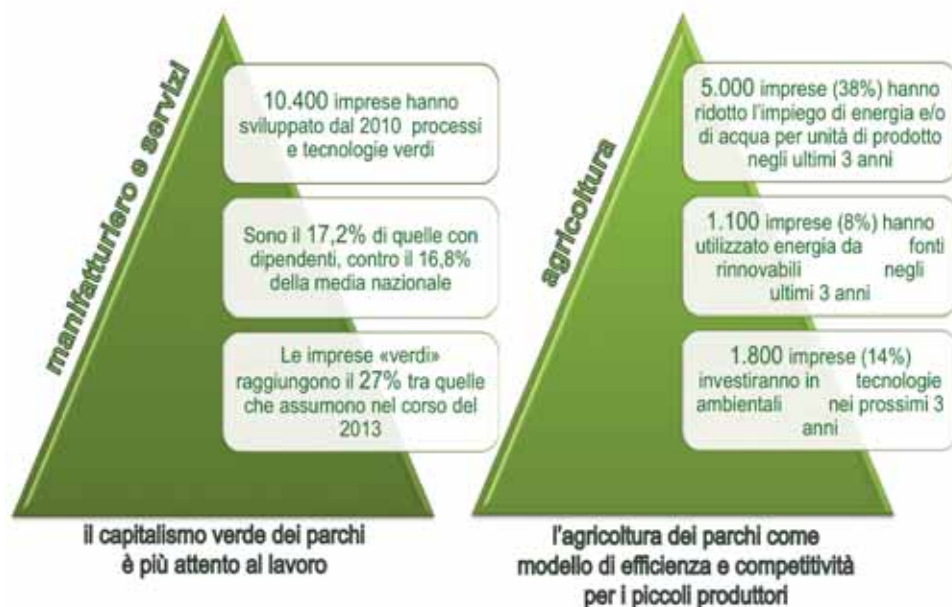 manifatturiero e servizi
10.400 imprese hanno
sviluppato dal 2010 processi
e tecnologie verdi
Sono il 17,2% di quelle con
dipendenti, contro il 16,8%
della media nazionale
Le imprese «verdi»
raggiungono il 27% tra quelle
che assumono nel corso del
2013
il capitalismo verde dei parchi
è più attento al lavoro
agricoltura
5.000 imprese (38%) hanno
ridotto l'impiego di energia e/o
di acqua per unità di prodotto
negli ultimi 3 anni
1.100 imprese (8%) hanno
utilizzato energia da fonti
rinnovabili negli
ultimi 3 anni
1.800 imprese (14%)
investiranno in tecnologie
ambientali nei prossimi 3
anni
l'agricoltura dei parchi come
modello di efficienza e competitività
per i piccoli produttori